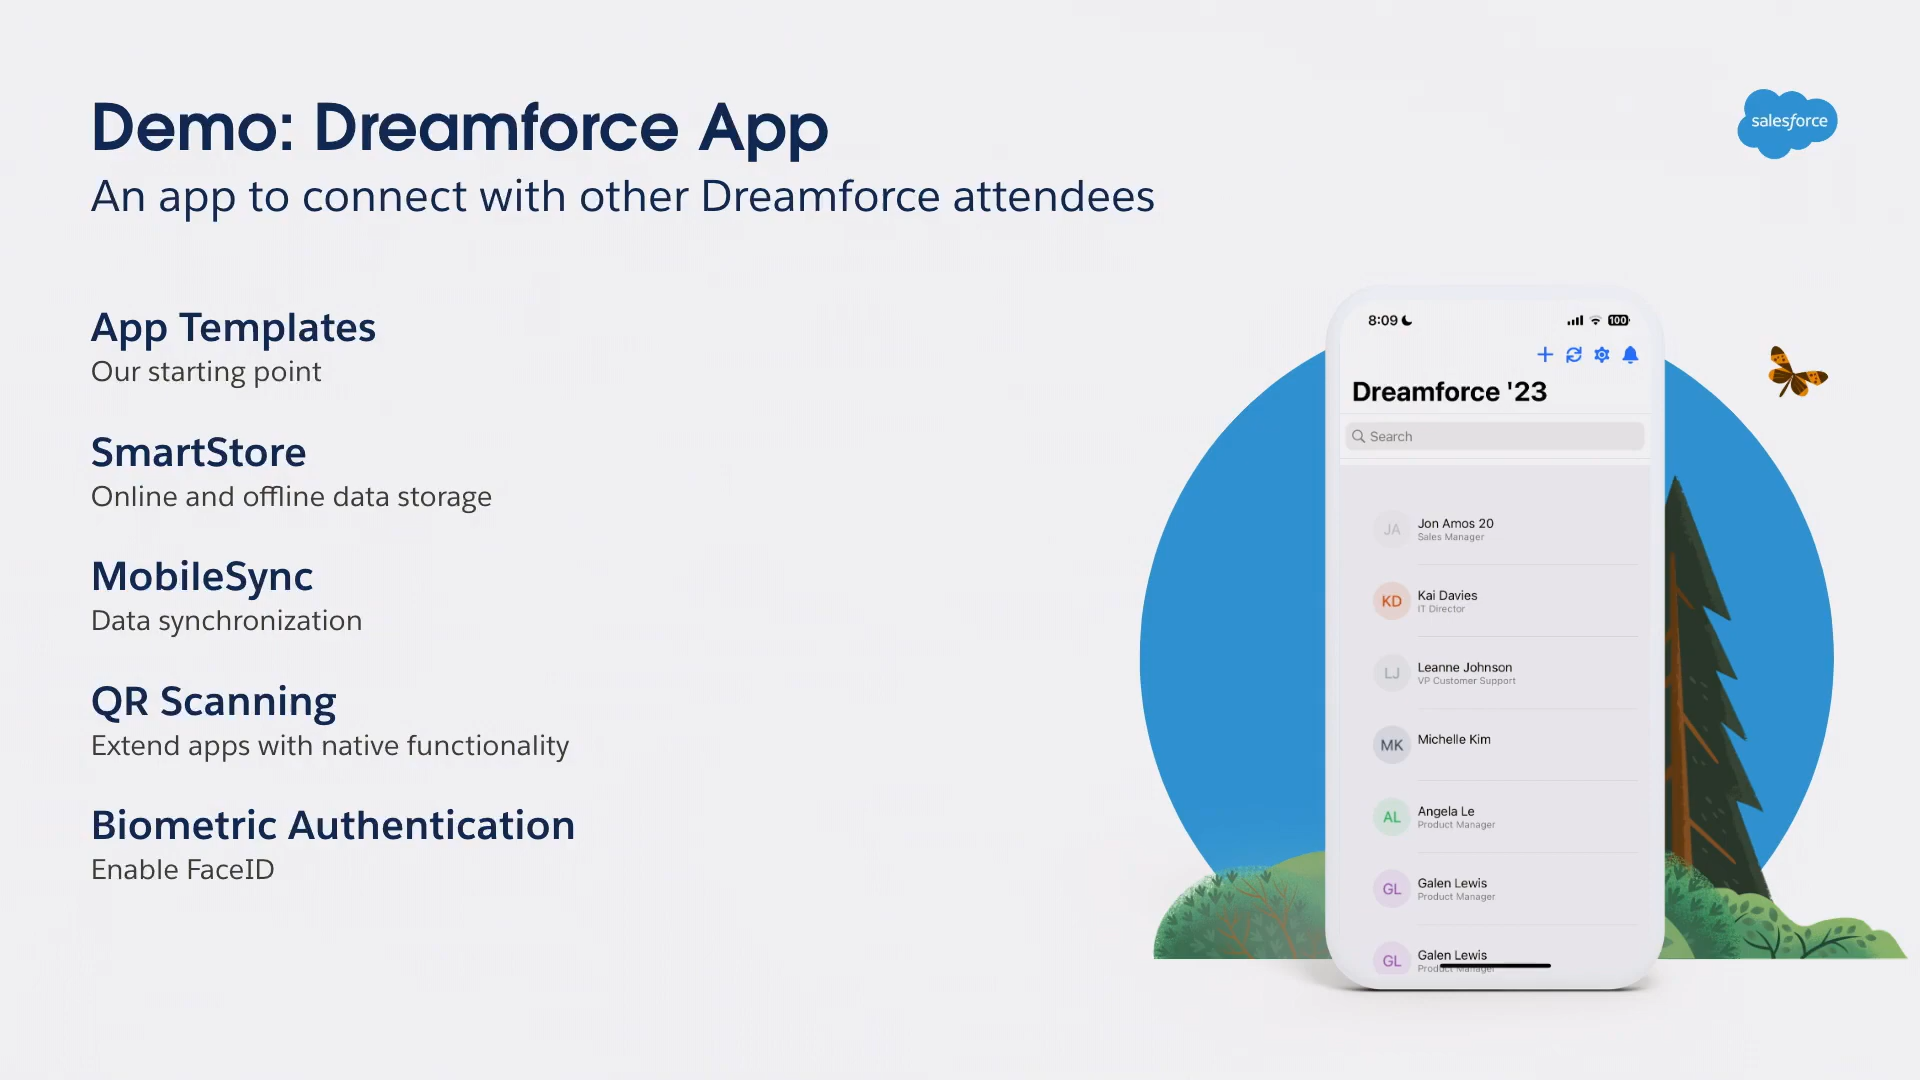 Demo: Dreamforce App
An app to connect with other Dreamforce attendees
salesforce
App Templates
Our starting point
SmartStore
Online and offline data storage
MobileSync
Data synchronization
QR Scanning
Extend apps with native functionality
Biometric Authentication
Enable FaceID
8:09
100
Dreamforce '23
Search
JA
Jon Amos 20
Sales Manager
KD
Kai Davies
IT Director
LJ
Leanne Johnson
VP Customer Support
MK
Michelle Kim
AL
Angela Le
Product Manager
GL
Galen Lewis
Product Manager
GL
Galen Lewis
Product Manager